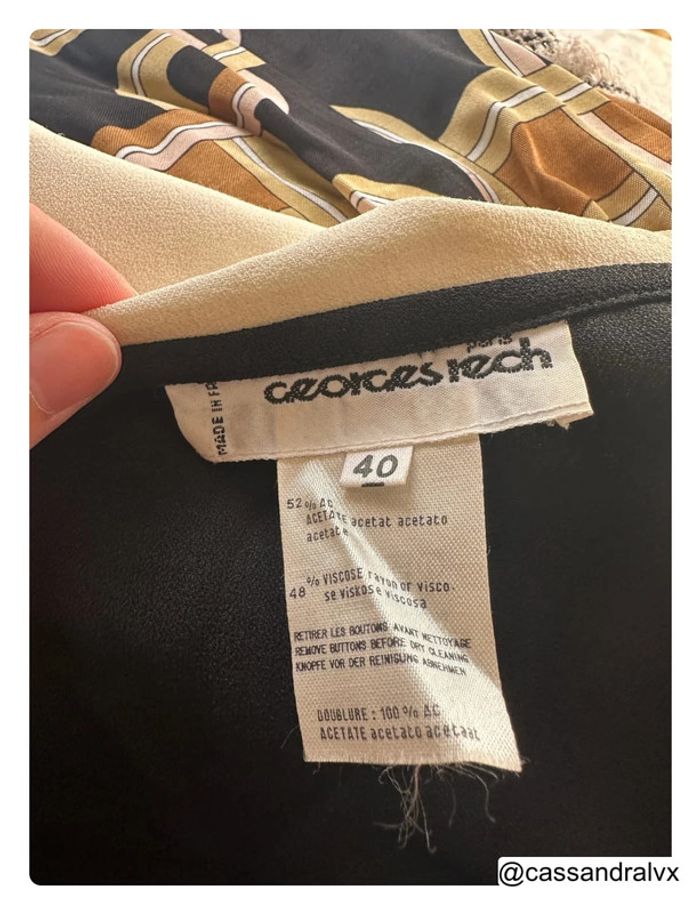 paris
georges rech
MADE IN FR
40
52 % AC
ACETATE acetat acetato
acetate
48 % VISCOSE rayon or visco-
se viskose viscosa
RETIRER LES BOUTONS AVANT NETTOYAGE
REMOVE BUTTONS BEFORE DRY CLEANING
KNOPFE VOR DER REINIGUNG ABNEHMEN
DOUBLURE : 100 % AC
ACETATE acetato acetaat
@cassandralvx